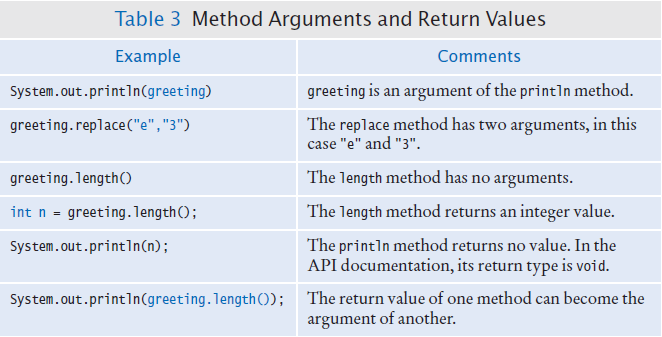 Table 3 Method Arguments and Return Values
Example Comments
System.out.println(greeting) greeting is an argument of the println method.
greeting.replace("e","3") The replace method has two arguments, in this
case "e" and "3".
greeting.length() The length method has no arguments.
int n = greeting.length(); The length method returns an integer value.
System.out.println(n); The println method returns no value. In the
API documentation, its return type is void.
System.out.println(greeting.length()); The return value of one method can become the
argument of another.